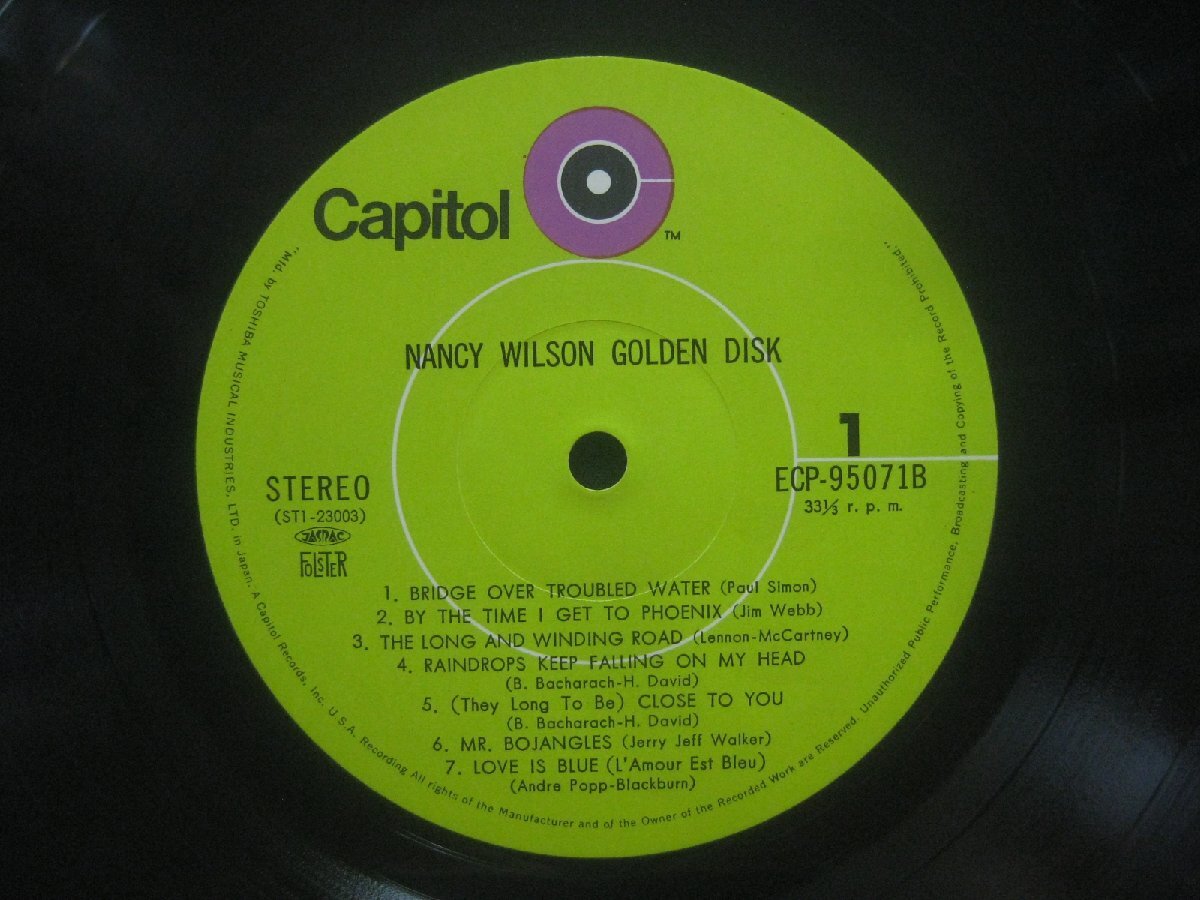 Capitol
TM
NANCY WILSON GOLDEN DISK
1
ECP-95071B
33⅓ r. p. m.
STEREO
(ST1-23003)
JASRAC
FOLSTER
1. BRIDGE OVER TROUBLED WATER (Paul Simon)
2. BY THE TIME I GET TO PHOENIX (Jim Webb)
3. THE LONG AND WINDING ROAD (Lennon-McCartney)
4. RAINDROPS KEEP FALLING ON MY HEAD
(B. Bacharach-H. David)
5. (They Long To Be) CLOSE TO YOU
(B. Bacharach-H. David)
6. MR. BOJANGLES (Jerry Jeff Walker)
7. LOVE IS BLUE (L'Amour Est Bleu)
(Andre Popp-Blackburn)
"Mfd. by TOSHIBA MUSICAL INDUSTRIES, LTD. in Japan. A Capitol Records, Inc. U.S.A. Recording All rights of the Manufacturer and of the Owner of the Recorded Work are Reserved. Unauthorized Public Performance, Broadcasting and Copying of the Record Prohibited."